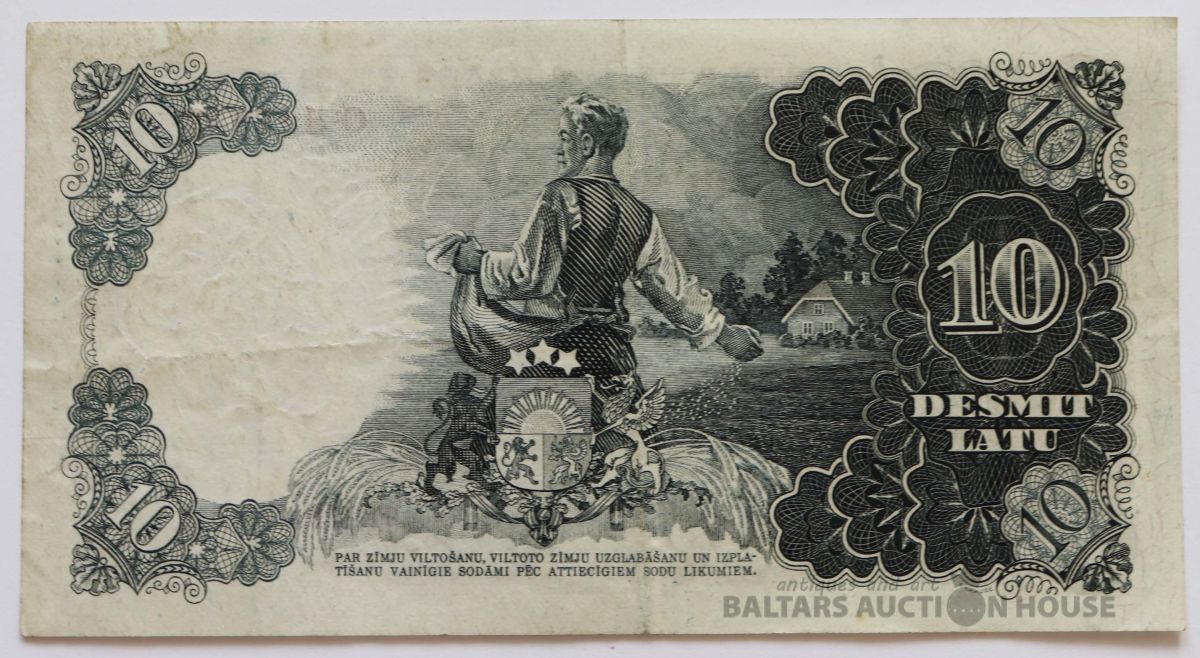 10
10
10
DESMIT
LATU
10
10
PAR ZĪMJU VILTOŠANU, VILTOTO ZĪMJU UZGLABĀŠANU UN IZPLA-
TĪŠANU VAINĪGIE SODĀMI PĒC ATTIECĪGIEM SODU LIKUMIEM.
antiques and art
BALTARS AUCTION HOUSE